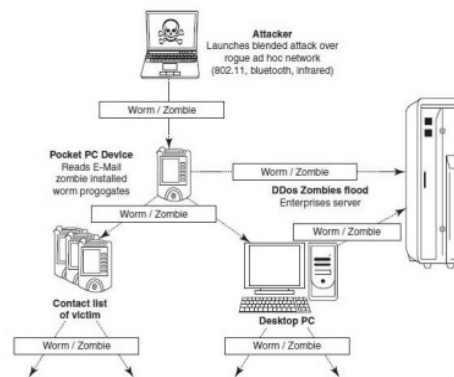 Attacker
Launches blended attack over
rogue ad hoc network
(802.11, bluetooth, infrared)
Worm / Zombie
Pocket PC Device
Reads E-Mail
zombie installed
worm progogates
Worm / Zombie
DDos Zombies flood
Enterprises server
Worm / Zombie
Worm / Zombie
Worm / Zombie
Contact list
of victim
Desktop PC
Worm / Zombie
Worm / Zombie